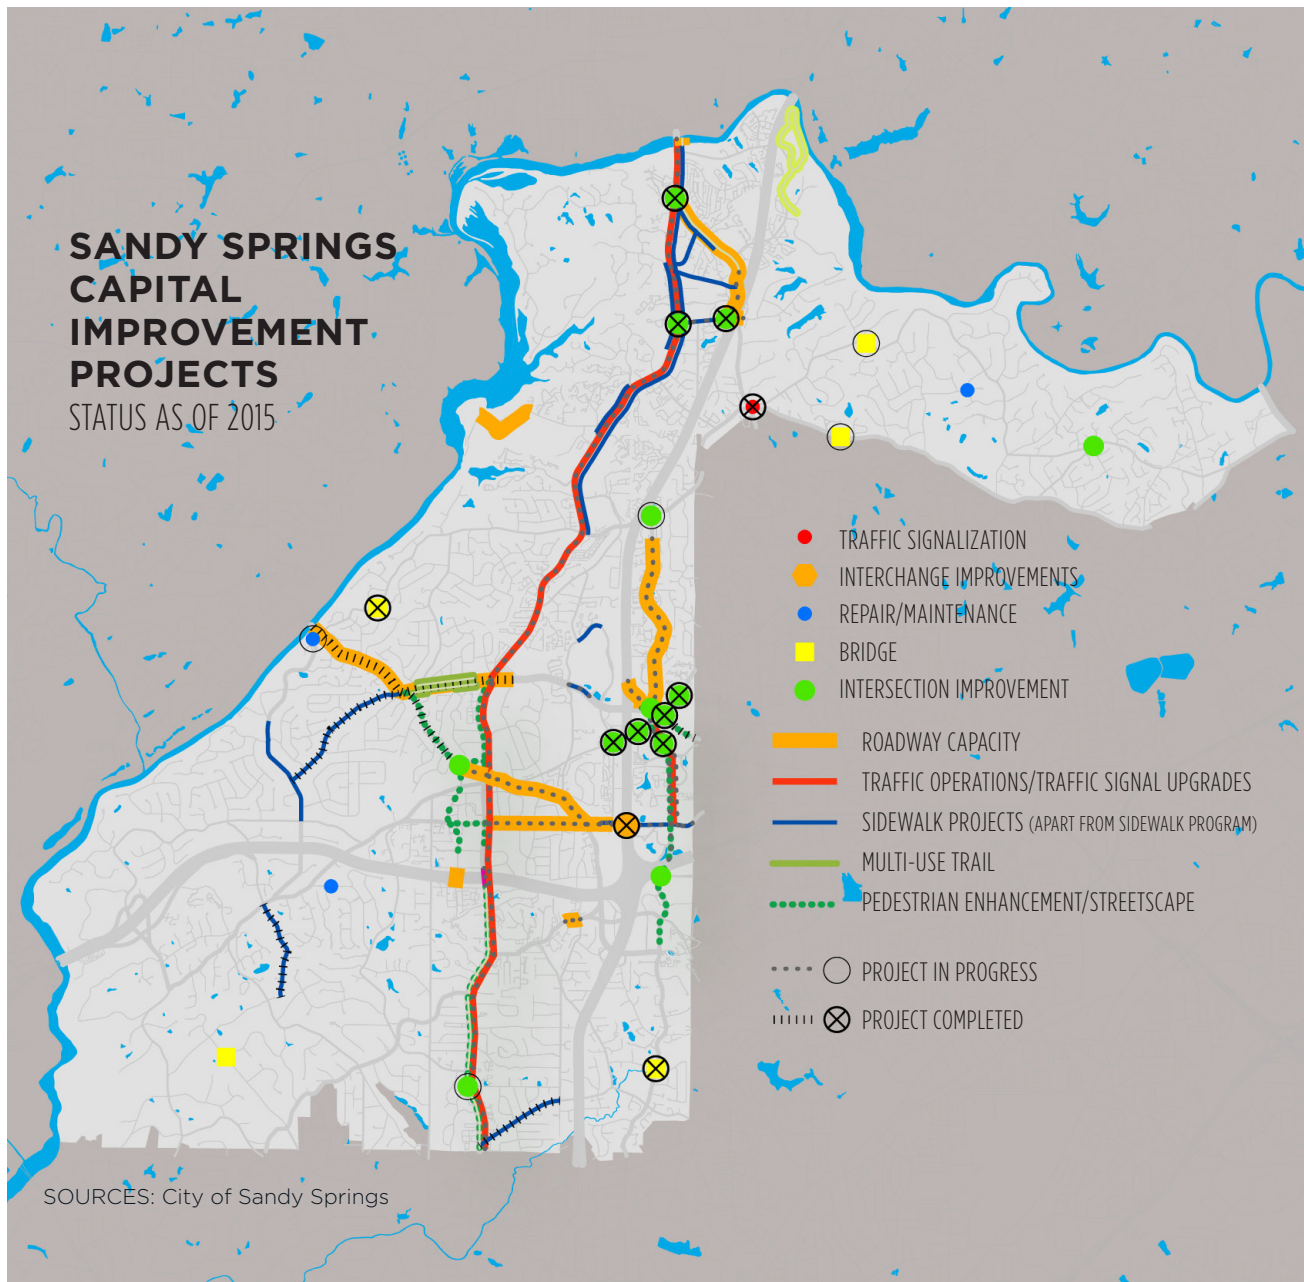 SANDY SPRINGS
CAPITAL
IMPROVEMENT
PROJECTS
STATUS AS OF 2015
TRAFFIC SIGNALIZATION
INTERCHANGE IMPROVEMENTS
REPAIR/MAINTENANCE
BRIDGE
INTERSECTION IMPROVEMENT
ROADWAY CAPACITY
TRAFFIC OPERATIONS/TRAFFIC SIGNAL UPGRADES
SIDEWALK PROJECTS (APART FROM SIDEWALK PROGRAM)
MULTI-USE TRAIL
PEDESTRIAN ENHANCEMENT/STREETSCAPE
PROJECT IN PROGRESS
PROJECT COMPLETED
SOURCES: City of Sandy Springs